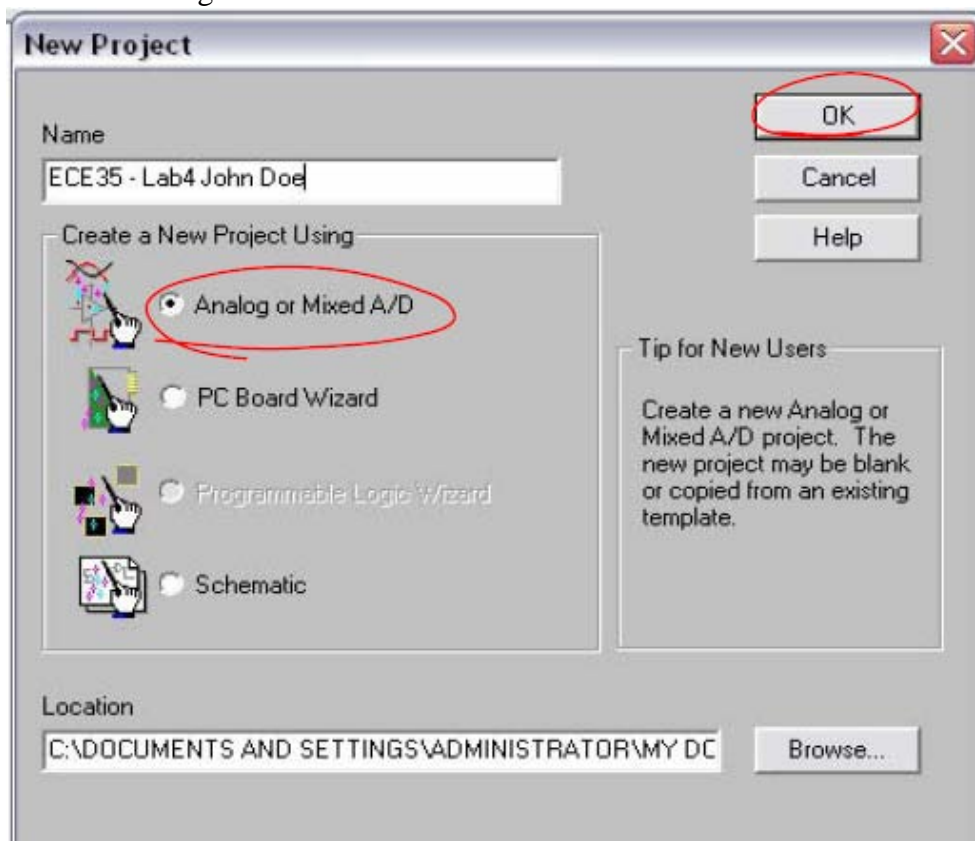 New Project
Name
ECE35 - Lab4 John Doe
OK
Cancel
Help
Create a New Project Using
Analog or Mixed A/D
PC Board Wizard
Programmable Logic Wizard
Schematic
Tip for New Users
Create a new Analog or
Mixed A/D project. The
new project may be blank
or copied from an existing
template.
Location
C:\DOCUMENTS AND SETTINGS\ADMINISTRATOR\MY DC
Browse...